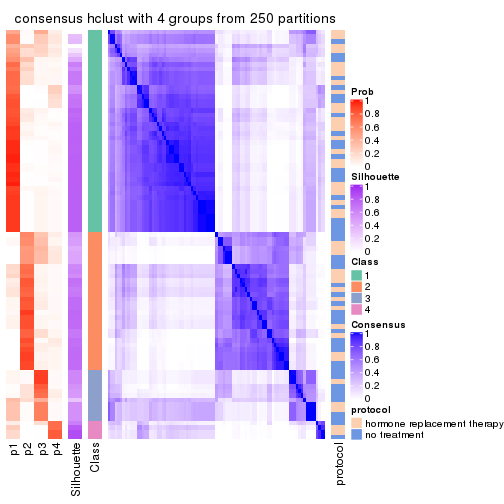 consensus hclust with 4 groups from 250 partitions
Prob
1
0.8
0.6
0.4
0.2
0
Silhouette
1
0.8
0.6
0.4
0.2
0
Class
1
2
3
4
Consensus
1
0.8
0.6
0.4
0.2
0
protocol
hormone replacement therapy
no treatment
p1
p2
p3
p4
Silhouette
Class
protocol